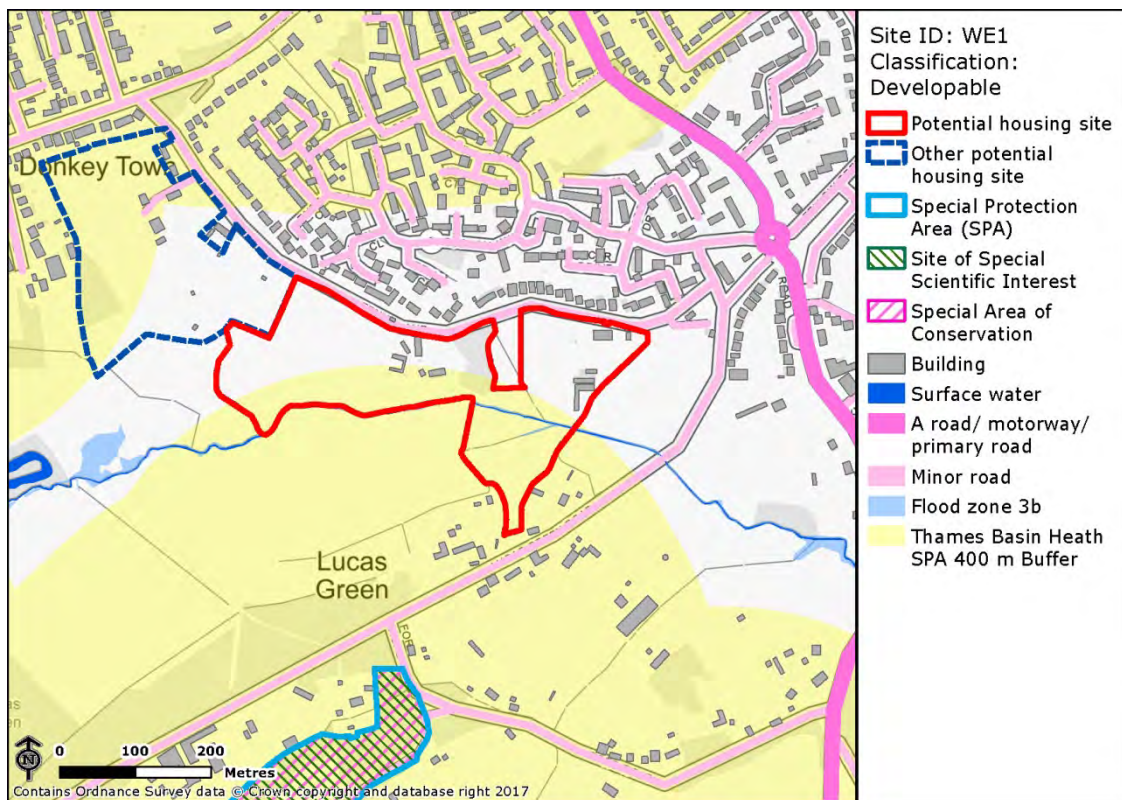 Site ID: WE1
Classification:
Developable
Potential housing site
Other potential
housing site
Special Protection
Area (SPA)
Site of Special
Scientific Interest
Special Area of
Conservation
Building
Surface water
A road/ motorway/
primary road
Minor road
Flood zone 3b
Thames Basin Heath
SPA 400 m Buffer
Donkey Town
ROAD
Lucas
Green
FOR
N
0 100 200
Metres
Contains Ordnance Survey data © Crown copyright and database right 2017